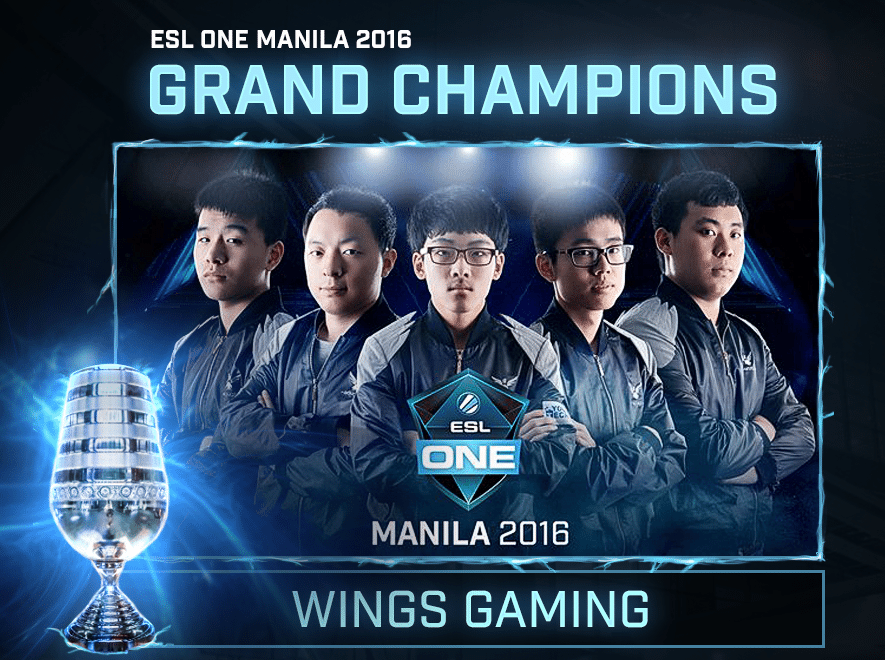 ESL ONE MANILA 2016
GRAND CHAMPIONS
ESL
ONE
MANILA 2016
WINGS GAMING